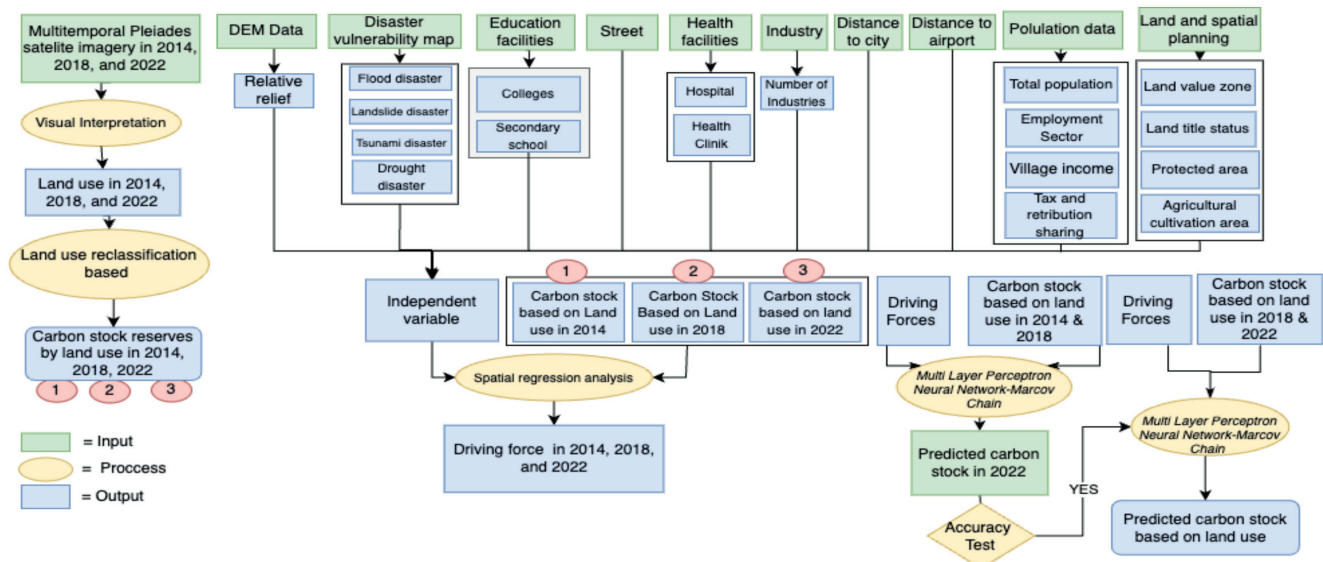 Multitemporal Pleiades
satelite imagery in 2014,
2018, and 2022
Visual Interpretation
Land use in 2014,
2018, and 2022
Land use reclassification
based
Carbon stock reserves
by land use in 2014,
2018, 2022
1
2
3
= Input
= Proccess
= Output
DEM Data
Relative
relief
Disaster
vulnerability map
Flood disaster
Landslide disaster
Tsunami disaster
Drought
disaster
Education
facilities
Colleges
Secondary
school
Street
Health
facilities
Hospital
Health
Clinik
Industry
Number of
Industries
Distance
to city
Distance to
airport
Polulation data
Total population
Employment
Sector
Village income
Tax and
retribution
sharing
Land and spatial
planning
Land value zone
Land title status
Protected area
Agricultural
cultivation area
Independent
variable
1
Carbon stock
based on Land
use in 2014
2
Carbon Stock
Based on Land
use in 2018
3
Carbon stock
based on land
use in 2022
Spatial regression analysis
Driving force in 2014, 2018,
and 2022
Driving
Forces
Carbon stock
based on land
use in 2014 &
2018
Multi Layer Perceptron
Neural Network-Marcov
Chain
Predicted carbon
stock in 2022
Accuracy
Test
YES
Driving
Forces
Carbon stock
based on land
use in 2018 &
2022
Multi Layer Perceptron
Neural Network-Marcov
Chain
Predicted carbon stock
based on land use